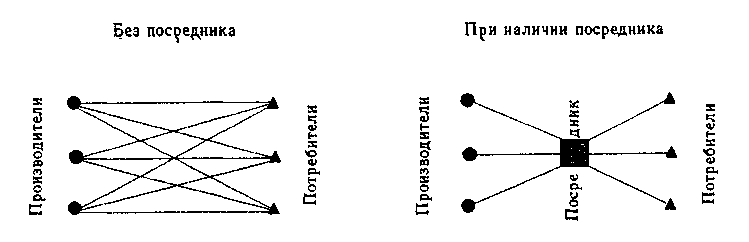 Без посредника
При наличии посредника
Производители
Потребители
Производители
Посре дник
Потребители